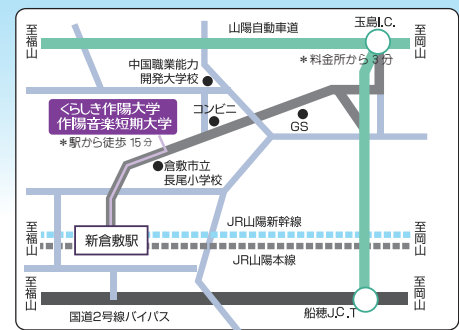 玉島I.C.
至福山
山陽自動車道
至岡山
＊料金所から3分
中国職業能力
開発大学校
くらしき作陽大学
作陽音楽短期大学
＊駅から徒歩 15分
コンビニ
GS
倉敷市立
長尾小学校
至福山
JR山陽新幹線
至岡山
新倉敷駅
JR山陽本線
至福山
国道2号線バイパス
船穂J.C.T
至岡山